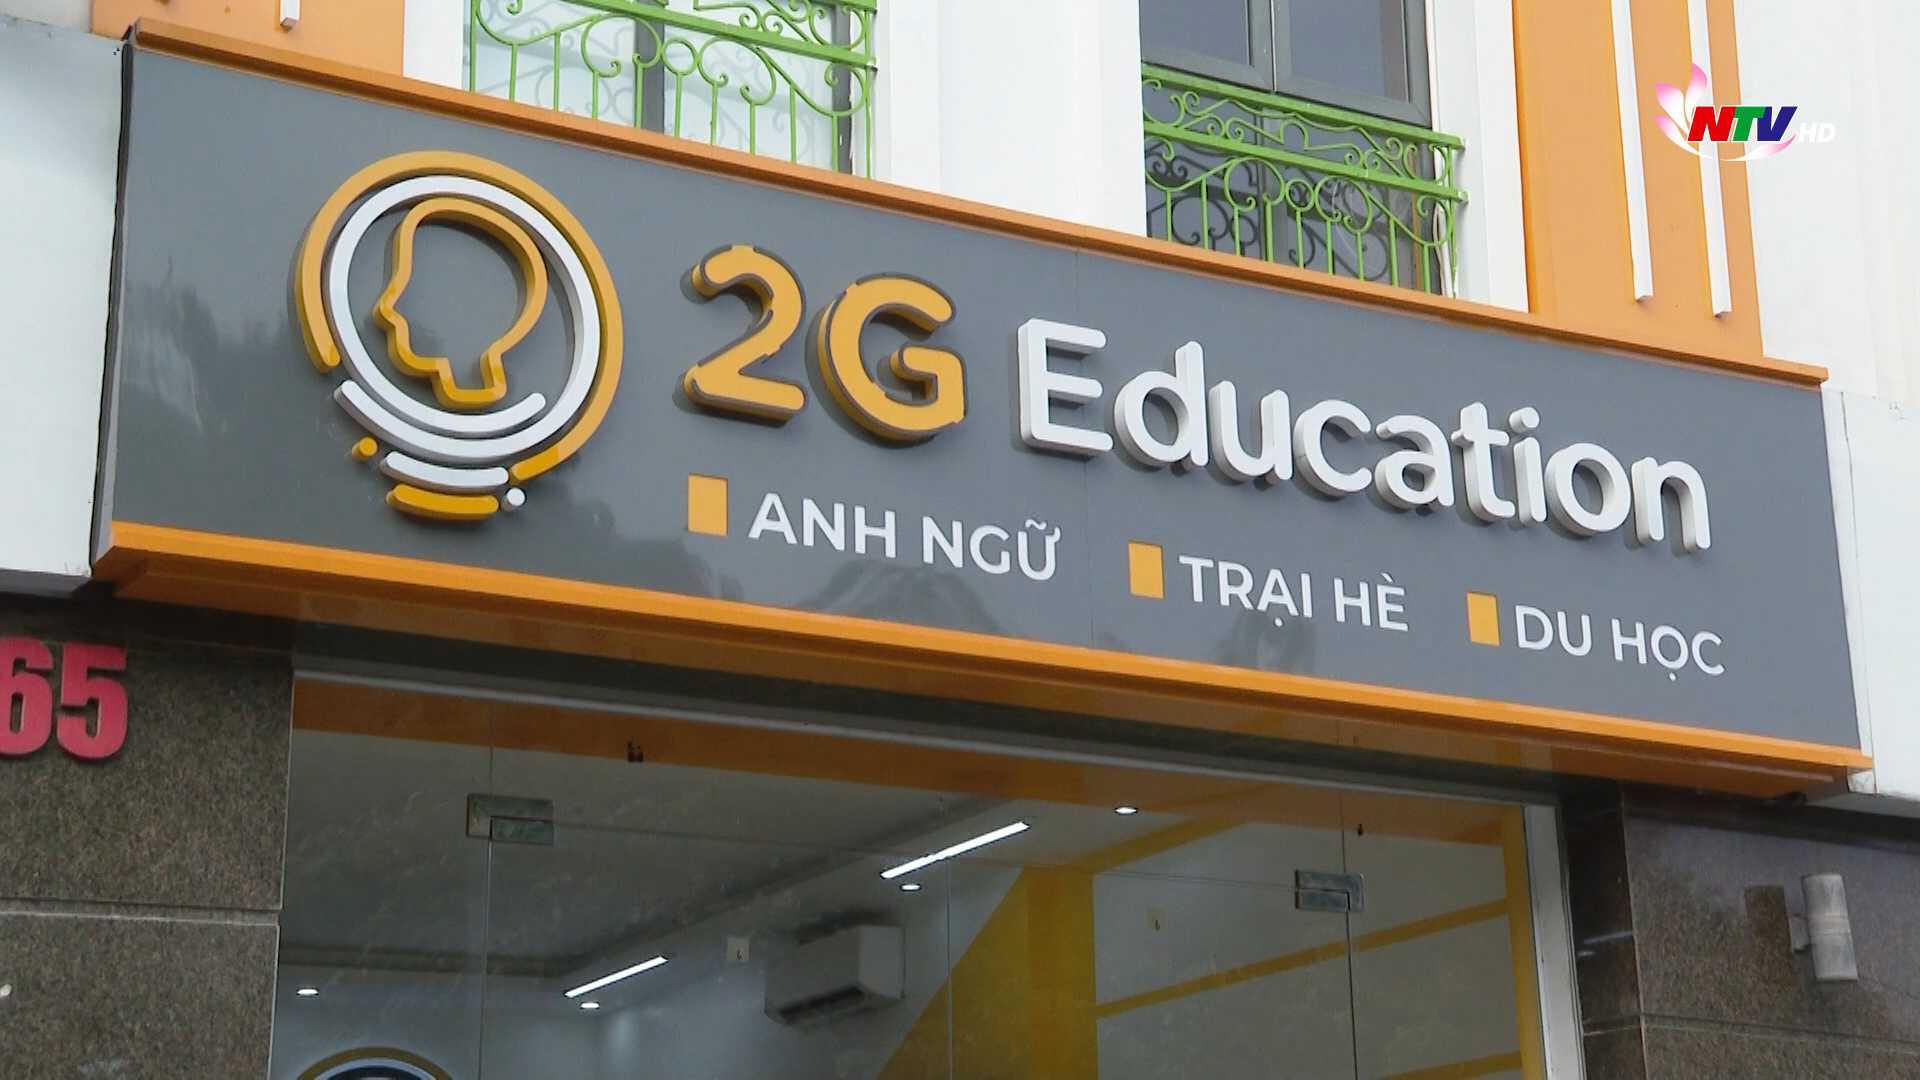 NTV HD
2G Education
ANH NGỮ TRẠI HÈ DU HỌC
65